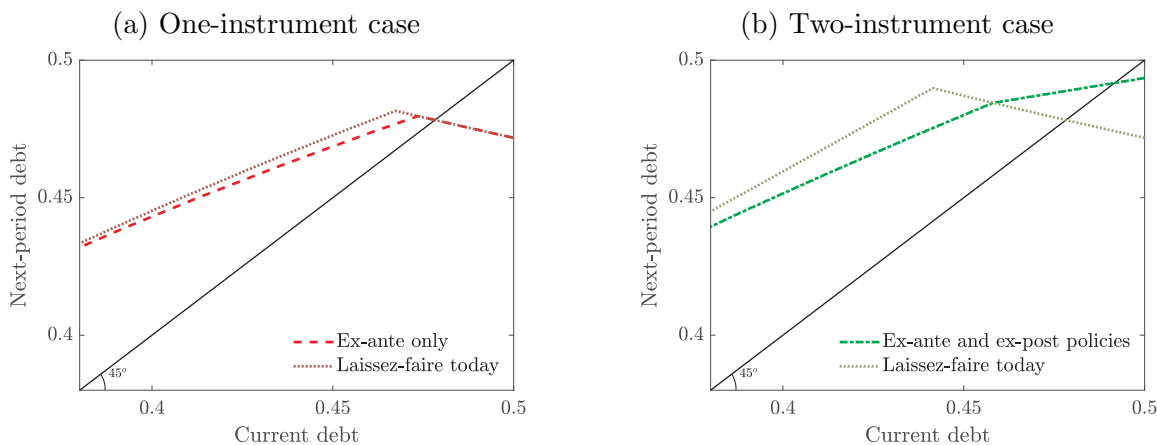 (a) One-instrument case
0.5
0.45
0.4
Next-period debt
45°
Ex-ante only
Laissez-faire today
0.4
0.45
0.5
Current debt
(b) Two-instrument case
0.5
0.45
0.4
Next-period debt
45°
Ex-ante and ex-post policies
Laissez-faire today
0.4
0.45
0.5
Current debt